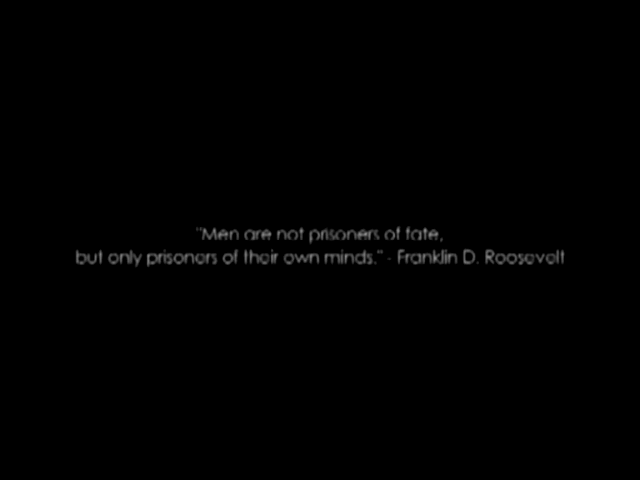 "Men are not prisoners of fate,
but only prisoners of their own minds." - Franklin D. Roosevelt